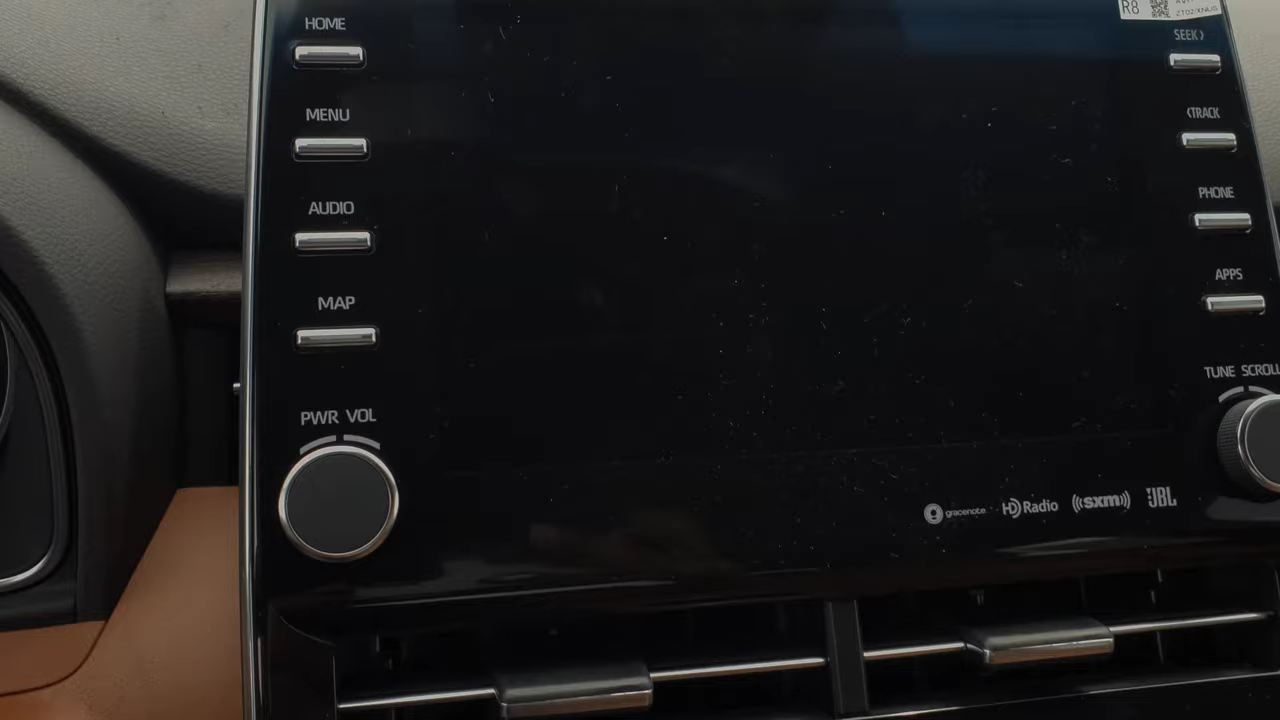 HOME
MENU
AUDIO
MAP
PWR VOL
R8
SEEK >
<TRACK
PHONE
APPS
TUNE SCROLL
gracenote.
HD Radio
((sxm))
JBL